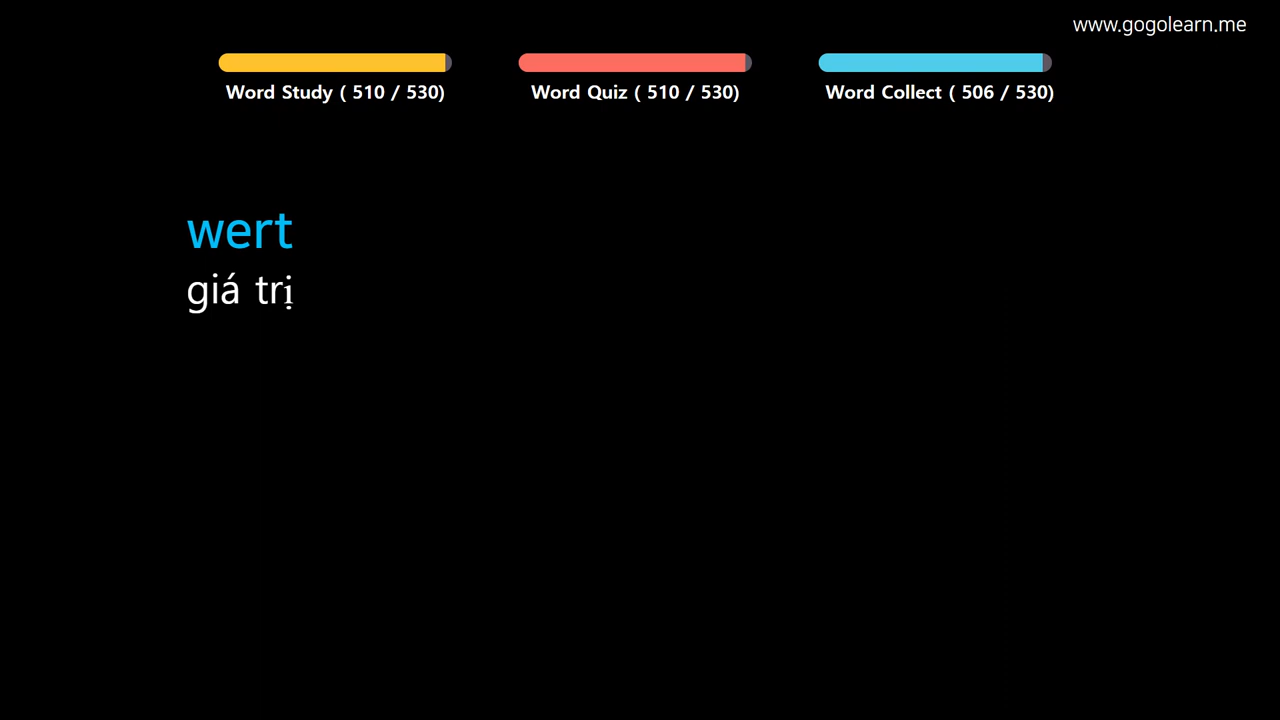 www.gogolearn.me
Word Study ( 510 / 530)
Word Quiz ( 510 / 530)
Word Collect ( 506 / 530)
wert
giá trị